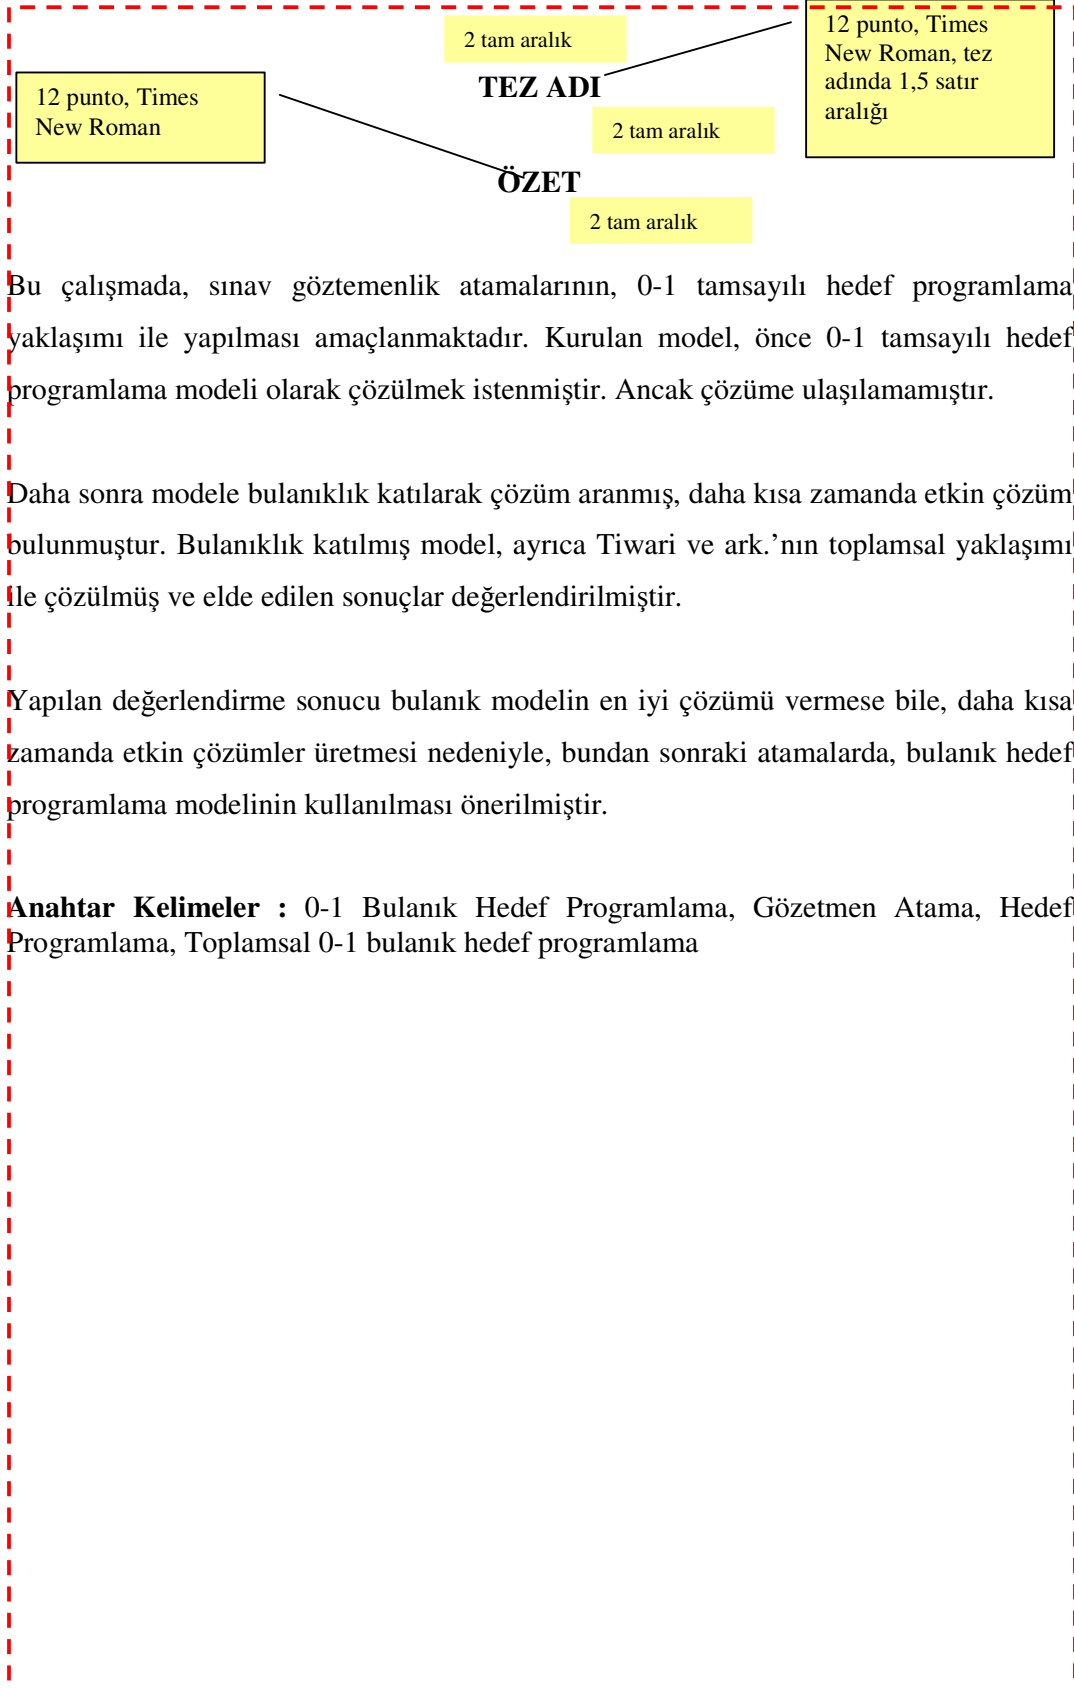 2 tam aralık
12 punto, Times
New Roman, tez
adında 1,5 satır
aralığı
TEZ ADI
12 punto, Times
New Roman
2 tam aralık
ÖZET
2 tam aralık
Bu çalışmada, sınav göztemenlik atamalarının, 0-1 tamsayılı hedef programlama
yaklaşımı ile yapılması amaçlanmaktadır. Kurulan model, önce 0-1 tamsayılı hedef
programlama modeli olarak çözülmek istenmiştir. Ancak çözüme ulaşılamamıştır.
Daha sonra modele bulanıklık katılarak çözüm aranmış, daha kısa zamanda etkin çözüm
bulunmuştur. Bulanıklık katılmış model, ayrıca Tiwari ve ark.’nın toplamsal yaklaşımı
ile çözülmüş ve elde edilen sonuçlar değerlendirilmiştir.
Yapılan değerlendirme sonucu bulanık modelin en iyi çözümü vermese bile, daha kısa
zamanda etkin çözümler üretmesi nedeniyle, bundan sonraki atamalarda, bulanık hedef
programlama modelinin kullanılması önerilmiştir.
Anahtar Kelimeler : 0-1 Bulanık Hedef Programlama, Gözetmen Atama, Hedef
Programlama, Toplamsal 0-1 bulanık hedef programlama